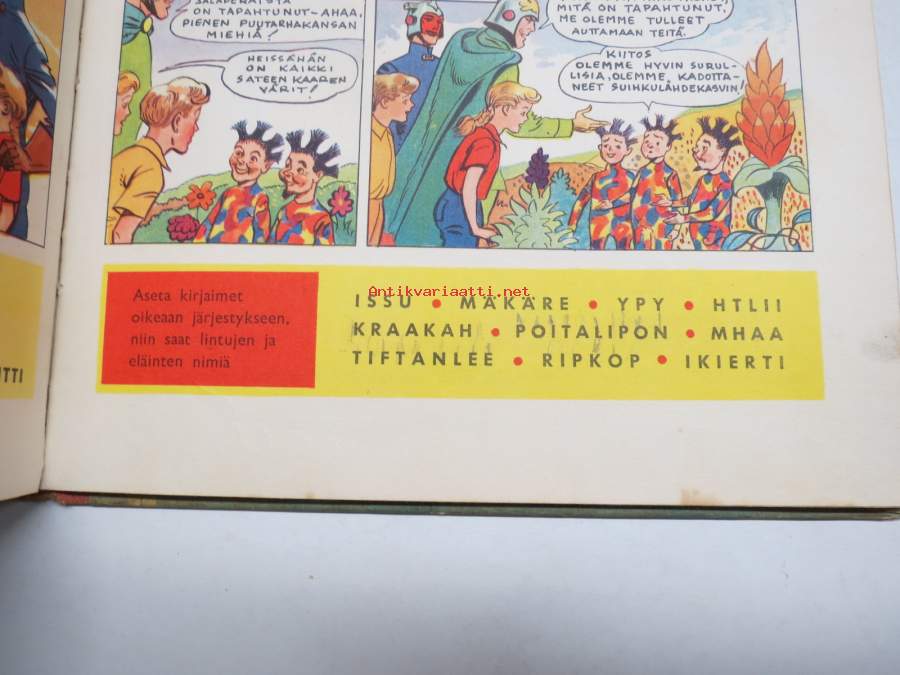 ON TAPAHTUNUT-AHAA,
PIENEN PUUTARHAKANSAN
MIEHIÄ!
HEISSÄHÄN
ON KAIKKI
SATEEN KAAREN
VÄRIT!
MITÄ ON TAPAHTUNUT,
ME OLEMME TULLEET
AUTTAMAAN TEITÄ.
KIITOS
OLEMME HYVIN SURUL-
LISIA, OLEMME KADOTTA-
NEET SUIHKULÄHDEKASVIN!
Antikvariaatti.net
Aseta kirjaimet
oikeaan järjestykseen,
niin saat lintujen ja
eläinten nimiä
ISSU • MÄKÄRE • YPY • HTLII
KRAAKAH • POITALIPON • MHAA
TIFTANLEE • RIPKOP • IKIERTI